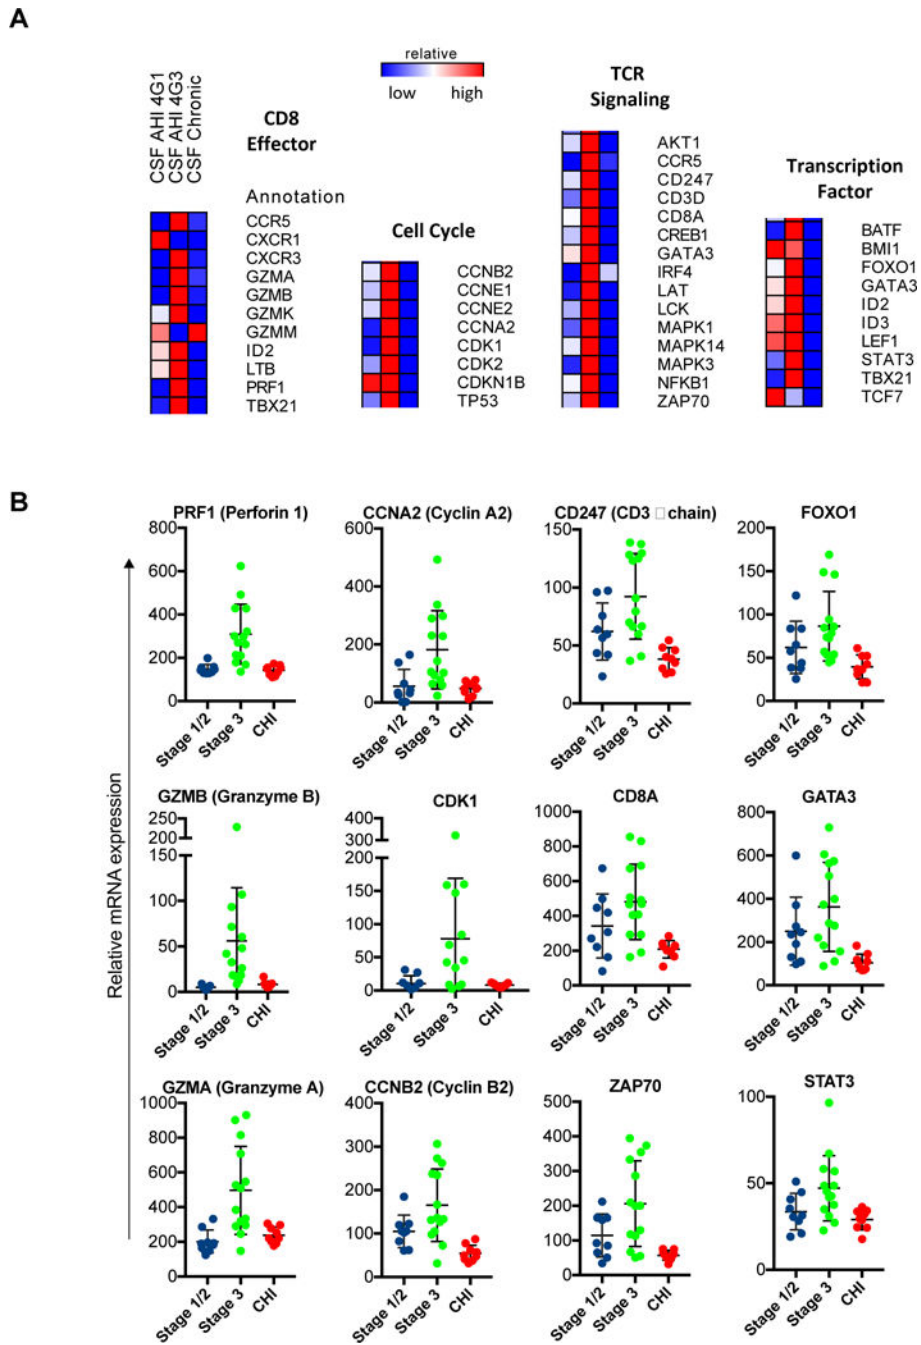 A
relative
low high
CSF AHI 4G1
CSF AHI 4G3
CSF Chronic
CD8
Effector
Annotation
CCR5
CXCR1
CXCR3
GZMA
GZMB
GZMK
GZMM
ID2
LTB
PRF1
TBX21
Cell Cycle
CCNB2
CCNE1
CCNE2
CCNA2
CDK1
CDK2
CDKN1B
TP53
TCR
Signaling
AKT1
CCR5
CD247
CD3D
CD8A
CREB1
GATA3
IRF4
LAT
LCK
MAPK1
MAPK14
MAPK3
NFKB1
ZAP70
Transcription
Factor
BATF
BMI1
FOXO1
GATA3
ID2
ID3
LEF1
STAT3
TBX21
TCF7
B
Relative mRNA expression
PRF1 (Perforin 1)
800
600
400
200
0
Stage 1/2
Stage 3
CHI
CCNA2 (Cyclin A2)
600
400
200
0
Stage 1/2
Stage 3
CHI
CD247 (CD3 □ chain)
150
100
50
0
Stage 1/2
Stage 3
CHI
FOXO1
200
150
100
50
0
Stage 1/2
Stage 3
CHI
GZMB (Granzyme B)
250
200
150
100
50
0
Stage 1/2
Stage 3
CHI
CDK1
400
300
200
150
100
50
0
Stage 1/2
Stage 3
CHI
CD8A
1000
800
600
400
200
0
Stage 1/2
Stage 3
CHI
GATA3
800
600
400
200
0
Stage 1/2
Stage 3
CHI
GZMA (Granzyme A)
1000
800
600
400
200
0
Stage 1/2
Stage 3
CHI
CCNB2 (Cyclin B2)
400
300
200
100
0
Stage 1/2
Stage 3
CHI
ZAP70
500
400
300
200
100
0
Stage 1/2
Stage 3
CHI
STAT3
100
50
0
Stage 1/2
Stage 3
CHI